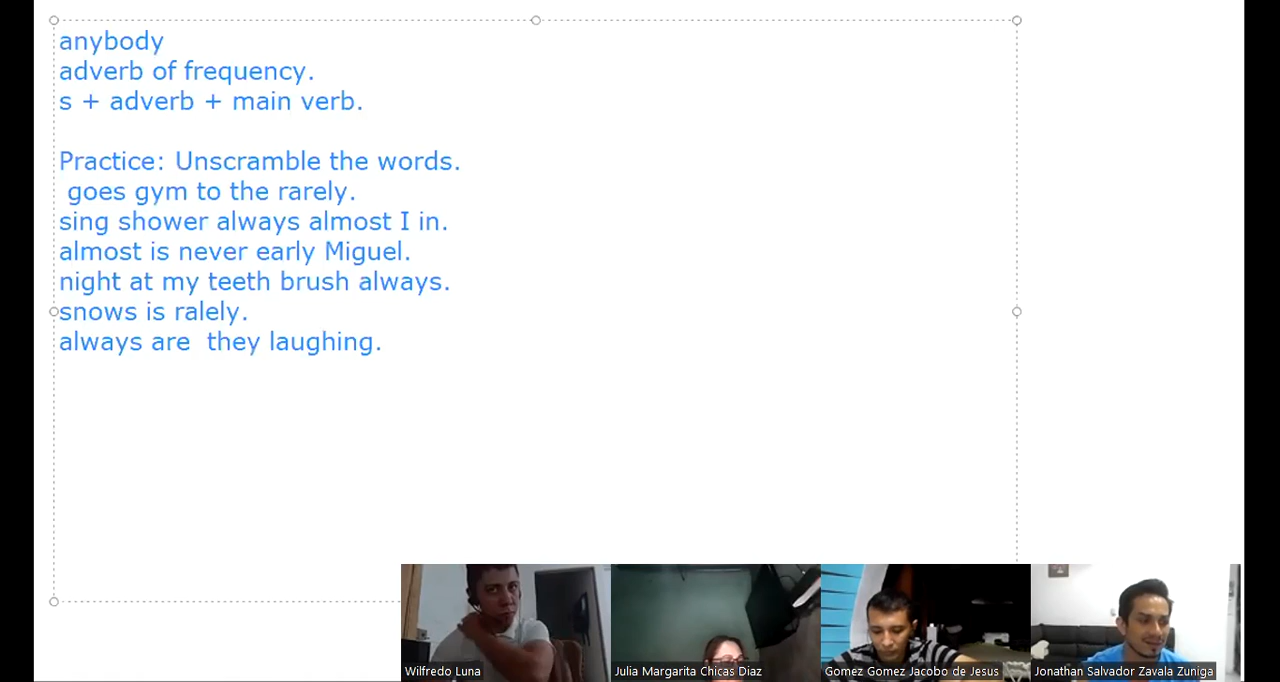 anybody
adverb of frequency.
s + adverb + main verb.
Practice: Unscramble the words.
goes gym to the rarely.
sing shower always almost I in.
almost is never early Miguel.
night at my teeth brush always.
snows is ralely.
always are  they laughing.
Wilfredo Luna
Julia Margarita Chicas Diaz
Gomez Gomez Jacobo de Jesus
Jonathan Salvador Zavala Zuniga